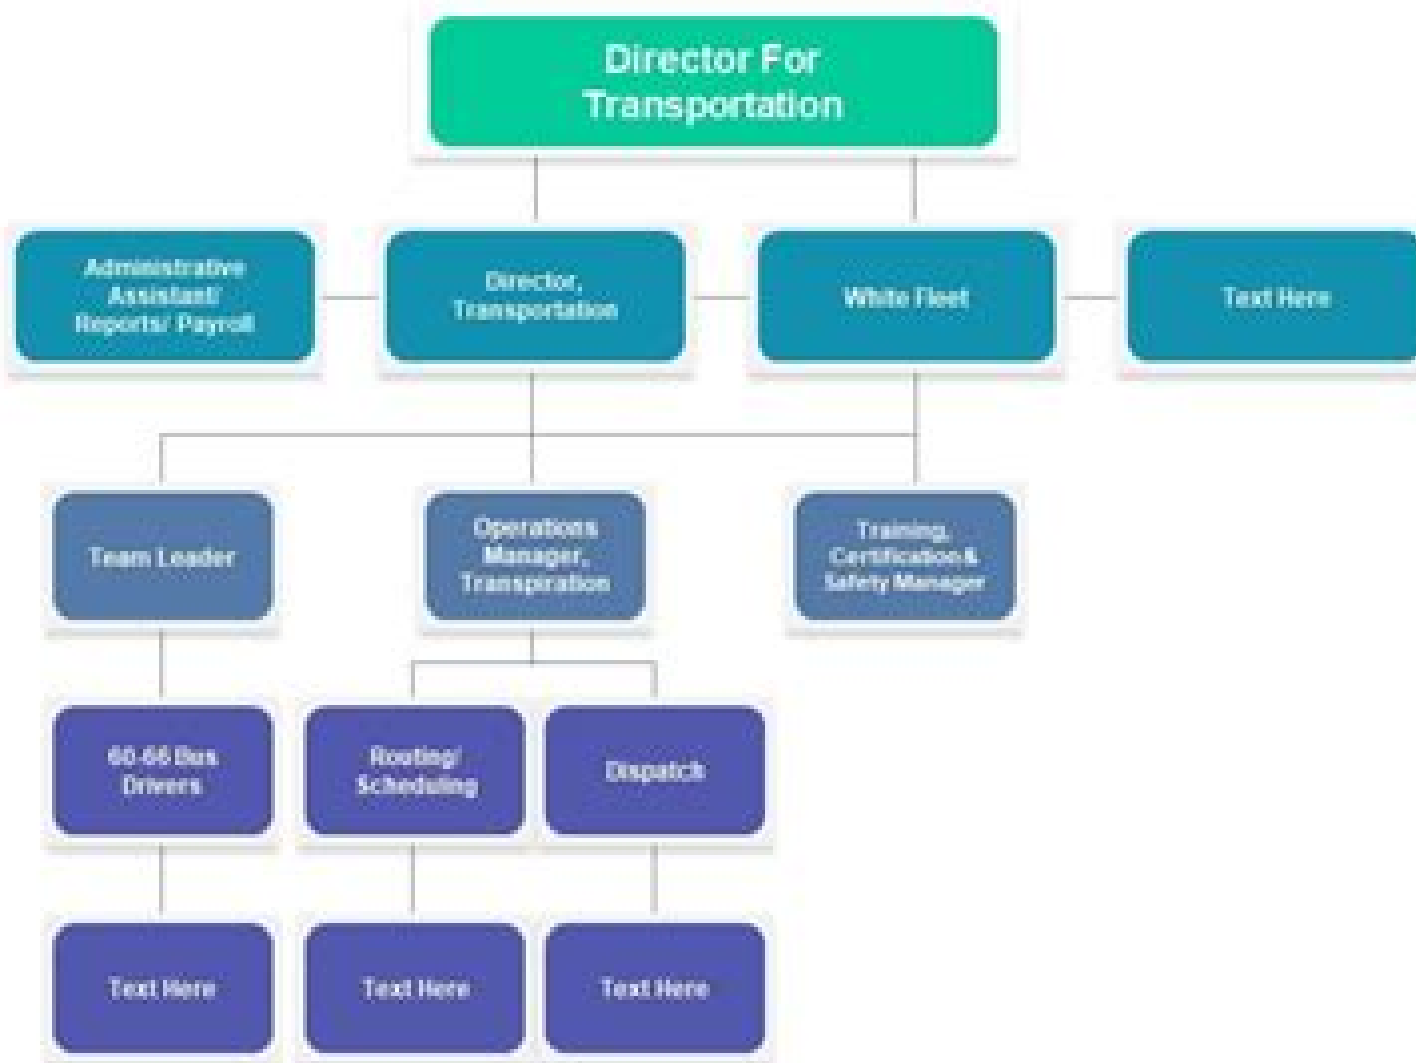 Director For
Transportation
Administrative
Assistant/
Reports/ Payroll
Director,
Transportation
White Fleet
Text Here
Team Leader
Operations
Manager,
Transpiration
Training,
Certification&
Safety Manager
60-66 Bus
Drivers
Routing/
Scheduling
Dispatch
Text Here
Text Here
Text Here